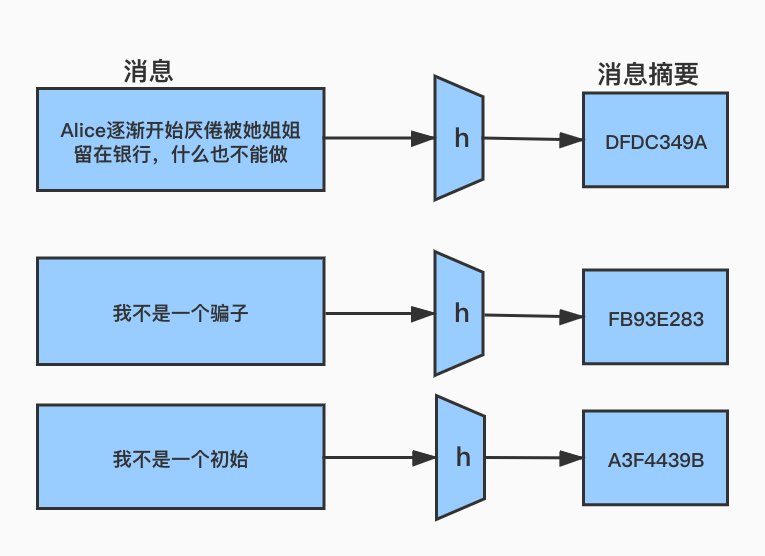 消息
消息摘要
Alice逐渐开始厌倦被她姐姐
留在银行，什么也不能做
h
DFDC349A
我不是一个骗子
h
FB93E283
我不是一个初始
h
A3F4439B